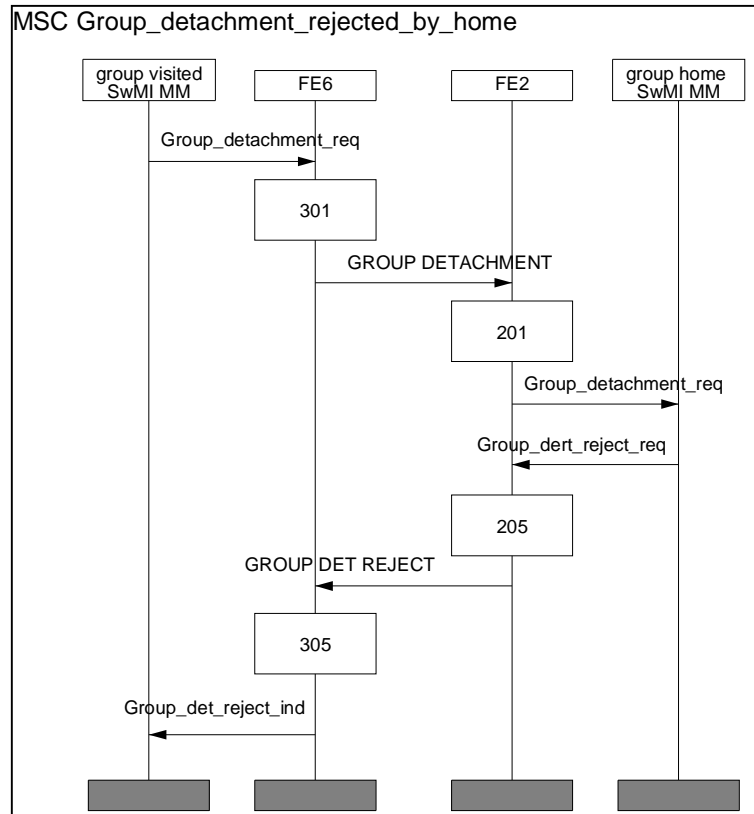 MSC Group_detachment_rejected_by_home
group visited
SwMI MM
FE6
FE2
group home
SwMI MM
Group_detachment_req
301
GROUP DETACHMENT
201
Group_detachment_req
Group_dert_reject_req
205
GROUP DET REJECT
305
Group_det_reject_ind